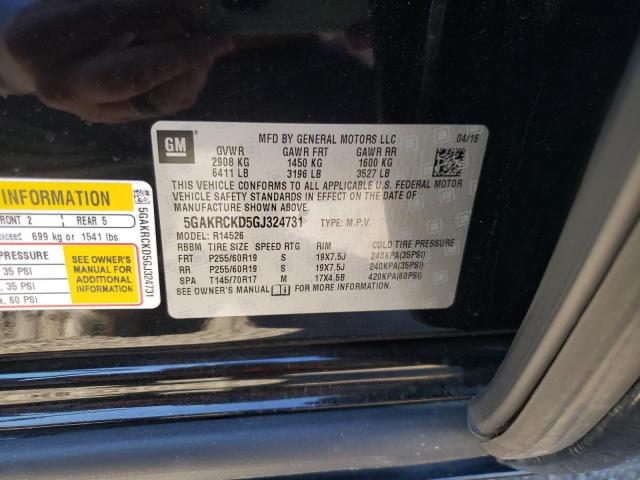 GM
MFD BY GENERAL MOTORS LLC 04/16
GVWR GAWR FRT GAWR RR
2908 KG 1450 KG 1600 KG
6411 LB 3196 LB 3527 LB
THIS VEHICLE CONFORMS TO ALL APPLICABLE U.S. FEDERAL MOTOR
VEHICLE SAFETY STANDARDS IN EFFECT ON THE DATE OF
MANUFACTURE SHOWN ABOVE.
5GAKRCKD5GJ324731 TYPE: M.P.V.
MODEL: R14526
RBBM TIRE SIZE SPEED RTG RIM COLD TIRE PRESSURE
FRT P255/60R19 S 19X7.5J 240KPA(35PSI)
RR P255/60R19 S 19X7.5J 240KPA(35PSI)
SPA T145/70R17 M 17X4.5B 420KPA(60PSI)
SEE OWNER'S MANUAL FOR MORE INFORMATION.
INFORMATION
FRONT 2 REAR 5
exceed 699 kg or 1541 lbs.
PRESSURE
35 PSI
35 PSI
60 PSI
SEE OWNER'S
MANUAL FOR
ADDITIONAL
INFORMATION
5GAKRCKD5GJ324731